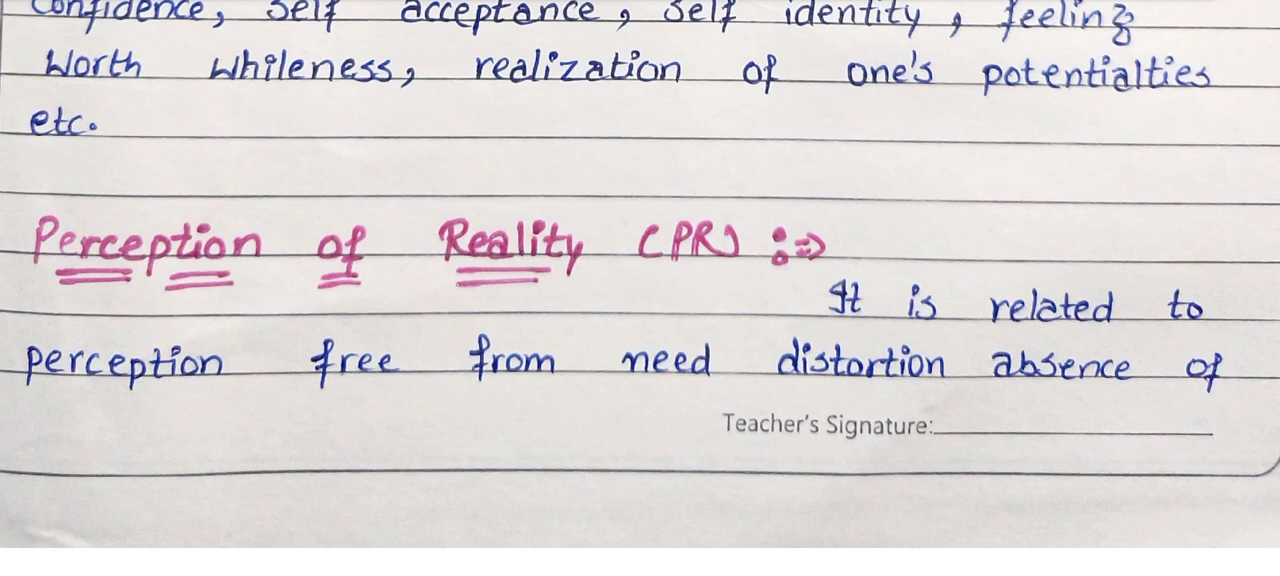 confidence, self acceptance, self identity, feeling
Worth whileness, realization of one's potentialties
etc.
Perception of Reality (PR) :⇒
It is related to
perception free from need distortion absence of
Teacher's Signature: